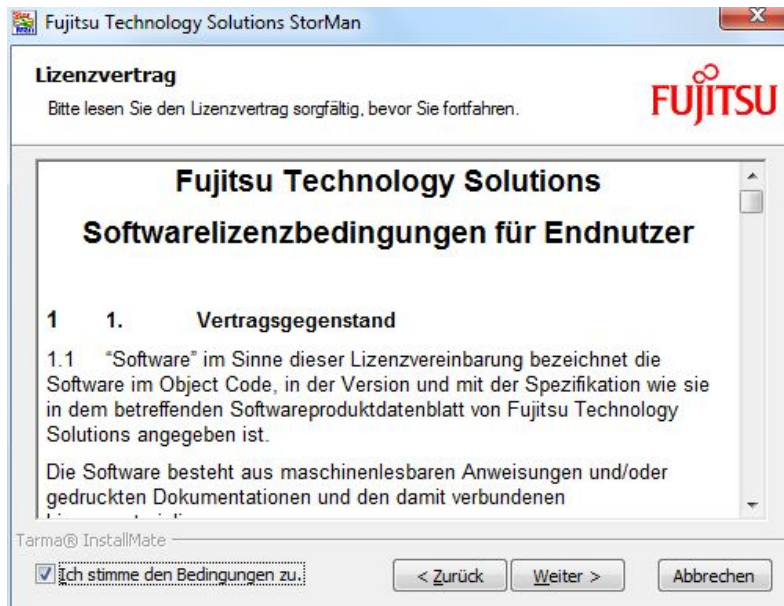 Fujitsu Technology Solutions StorMan
Lizenzvertrag
Bitte lesen Sie den Lizenzvertrag sorgfältig, bevor Sie fortfahren.
FUJITSU
Fujitsu Technology Solutions
Softwarelizenzbedingungen für Endnutzer
1 1. Vertragsgegenstand
1.1 “Software” im Sinne dieser Lizenzvereinbarung bezeichnet die
Software im Object Code, in der Version und mit der Spezifikation wie sie
in dem betreffenden Softwareproduktdatenblatt von Fujitsu Technology
Solutions angegeben ist.
Die Software besteht aus maschinenlesbaren Anweisungen und/oder
gedruckten Dokumentationen und den damit verbundenen
Tarma® InstallMate
Ich stimme den Bedingungen zu.
< Zurück
Weiter >
Abbrechen